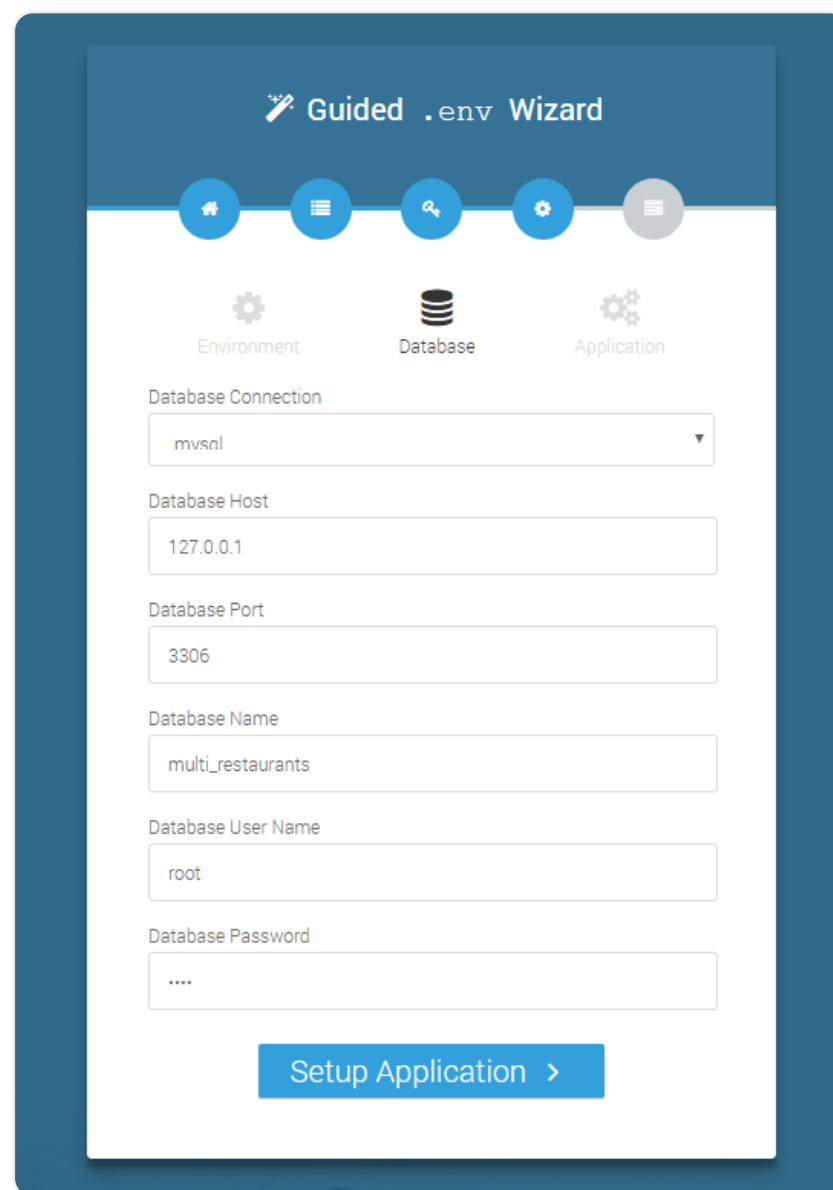 Guided .env Wizard
Environment
Database
Application
Database Connection
mysql
Database Host
127.0.0.1
Database Port
3306
Database Name
multi_restaurants
Database User Name
root
Database Password
••••
Setup Application